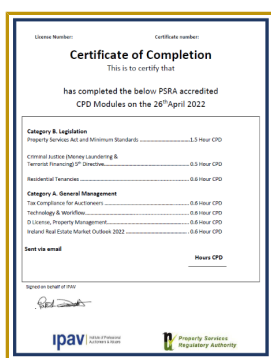 License Number: Certificate number:
Certificate of Completion
This is to certify that
has completed the below PSRA accredited
CPD Modules on the 26th April 2022
Category B. Legislation
Property Services Act and Minimum Standards 1.5 Hour CPD
Criminal Justice (Money Laundering &
Terrorist Financing) 5th Directive 0.5 Hour CPD
Residential Tenancies 0.6 Hour CPD
Category A. General Management
Tax Compliance for Auctioneers 0.6 Hour CPD
Technology & Workflow 0.6 Hour CPD
D License, Property Management 0.6 Hour CPD
Ireland Real Estate Market Outlook 2022 0.6 Hour CPD
Sent via email
Hours CPD
Signed on behalf of IPAV
ipav Institute of Professional
Auctioneers & Valuers
Property Services
Regulatory Authority